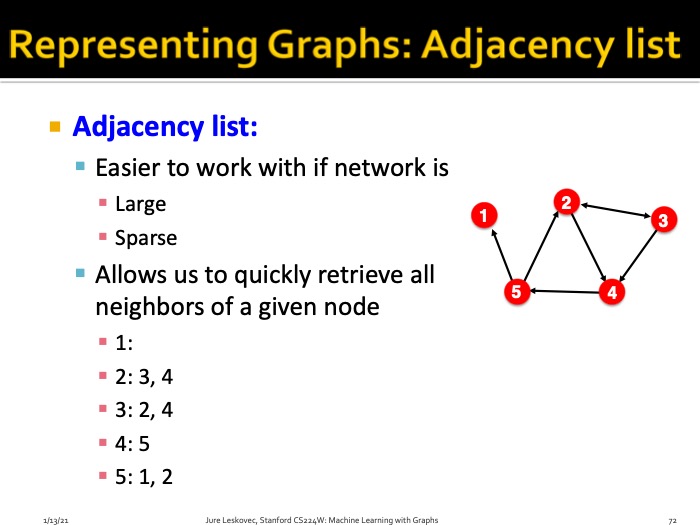 Representing Graphs: Adjacency list
Adjacency list:
Easier to work with if network is
Large
Sparse
Allows us to quickly retrieve all
neighbors of a given node
1:
2: 3, 4
3: 2, 4
4: 5
5: 1, 2
1
2
3
5
4
1/13/21
Jure Leskovec, Stanford CS224W: Machine Learning with Graphs
72